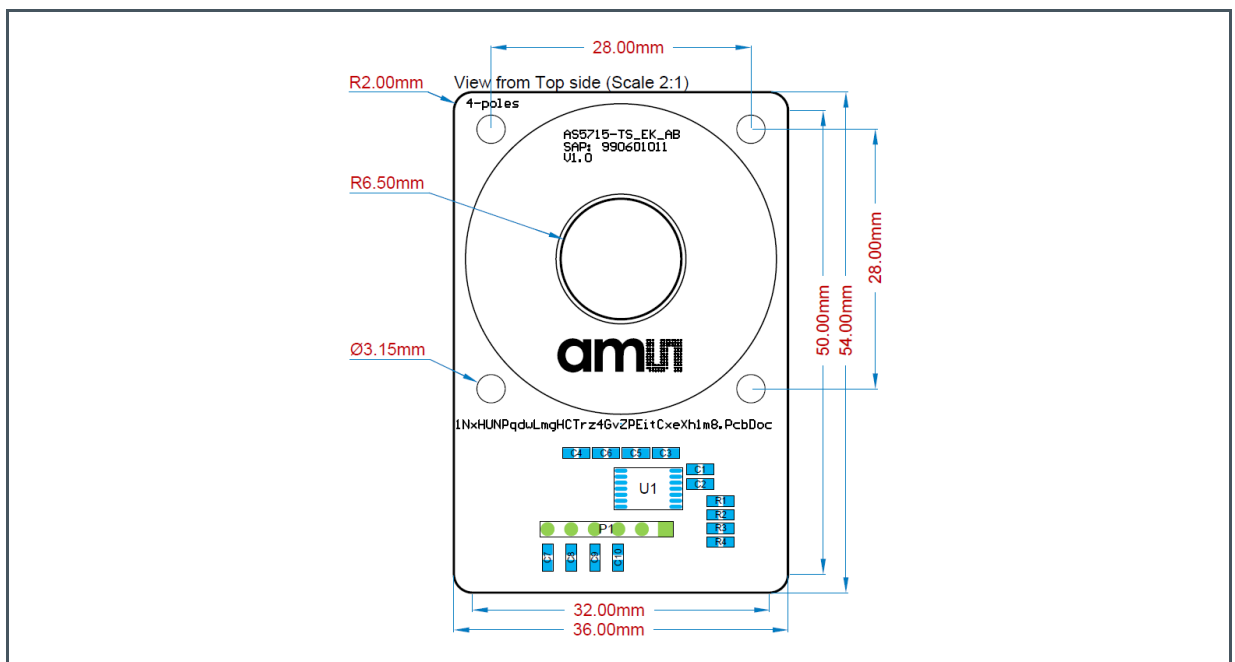 28.00mm
R2.00mm
View from Top side (Scale 2:1)
4-poles
AS5715-TS_EK_AB
SAP: 990601011
V1.0
R6.50mm
28.00mm
50.00mm
54.00mm
Ø3.15mm
am
1NxHUNPqdwLmgHCTrz4GvZPEitCxeXh1m8.PcbDoc
C4 C6 C5 C3
C1
U1
C2
R1
R2
R3
P1
R4
C7 C8 C9 C10
32.00mm
36.00mm